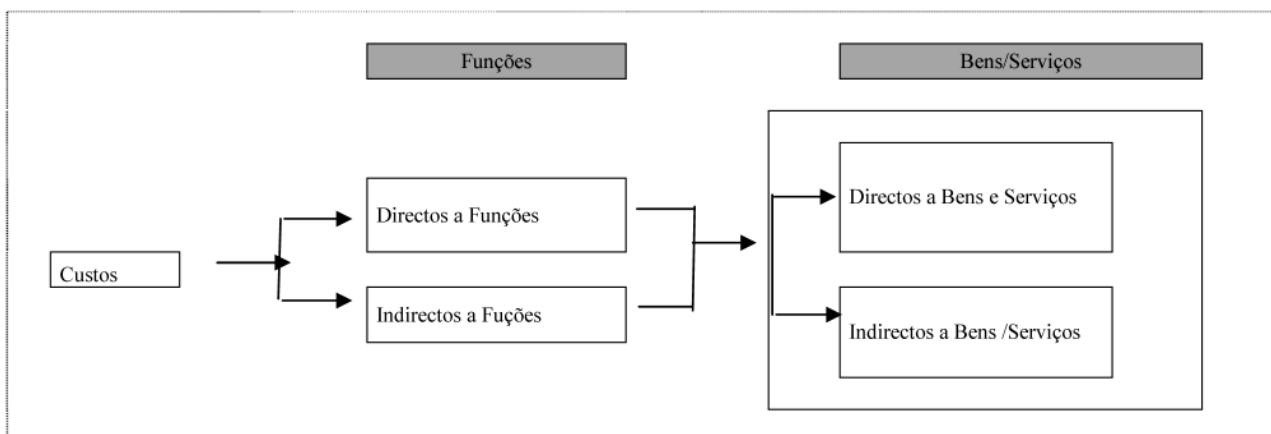 Funções
Bens/Serviços
Directos a Bens e Serviços
Directos a Funções
Custos
Indirectos a Fuções
Indirectos a Bens /Serviços